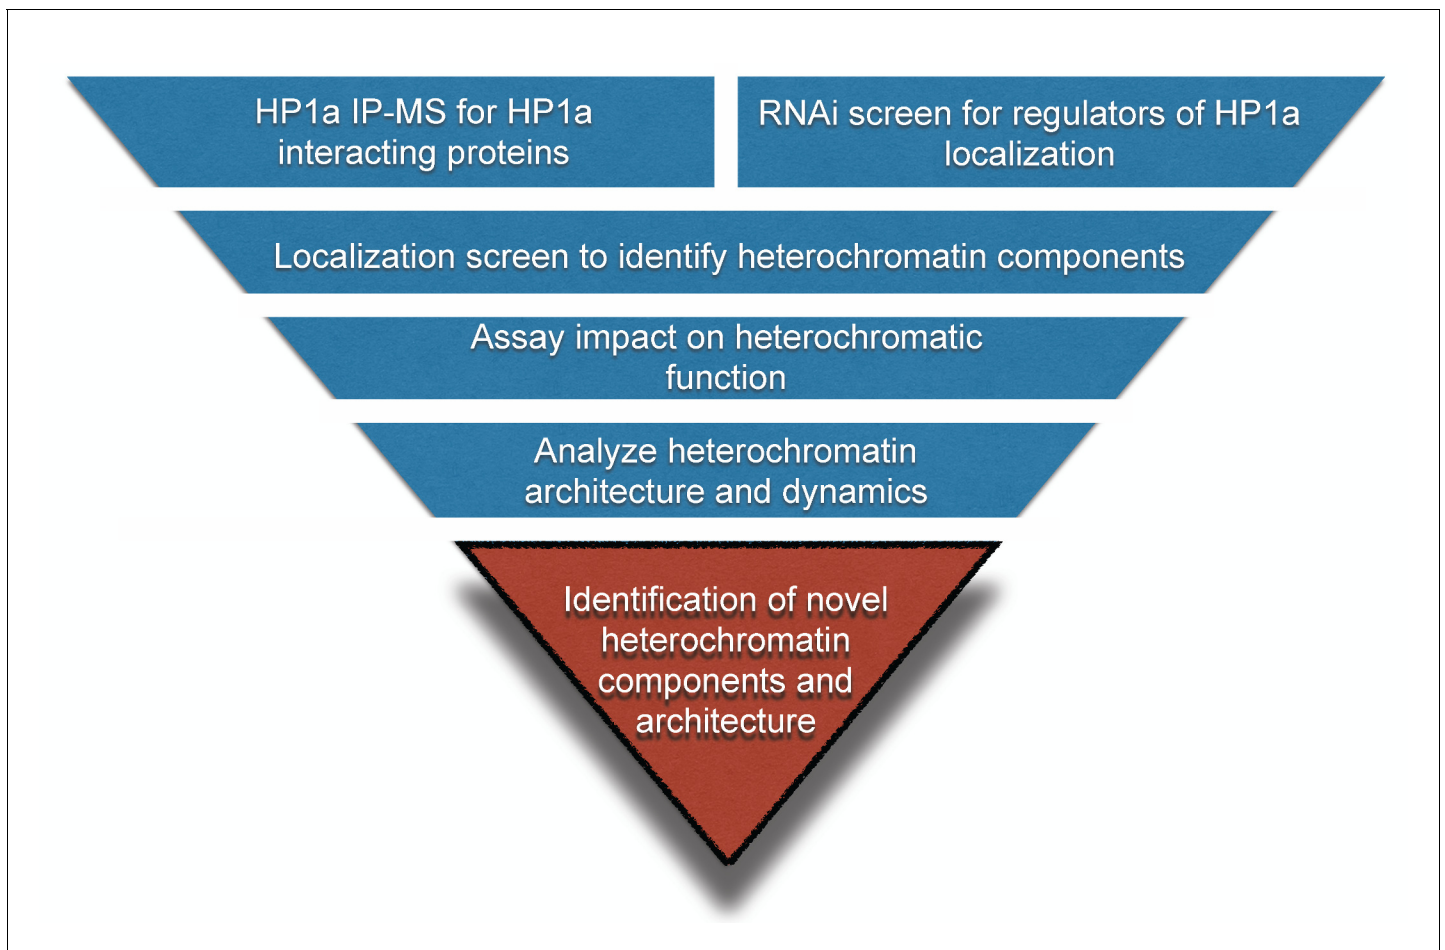 HP1a IP-MS for HP1a
interacting proteins
RNAi screen for regulators of HP1a
localization
Localization screen to identify heterochromatin components
Assay impact on heterochromatic
function
Analyze heterochromatin
architecture and dynamics
Identification of novel
heterochromatin
components and
architecture